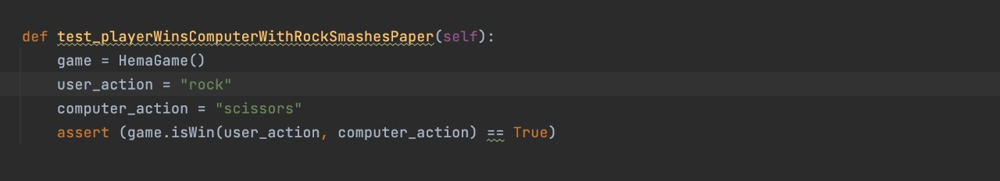 def test_playerWinsComputerWithRockSmashesPaper(self):
    game = HemaGame()
    user_action = "rock"
    computer_action = "scissors"
    assert (game.isWin(user_action, computer_action) == True)